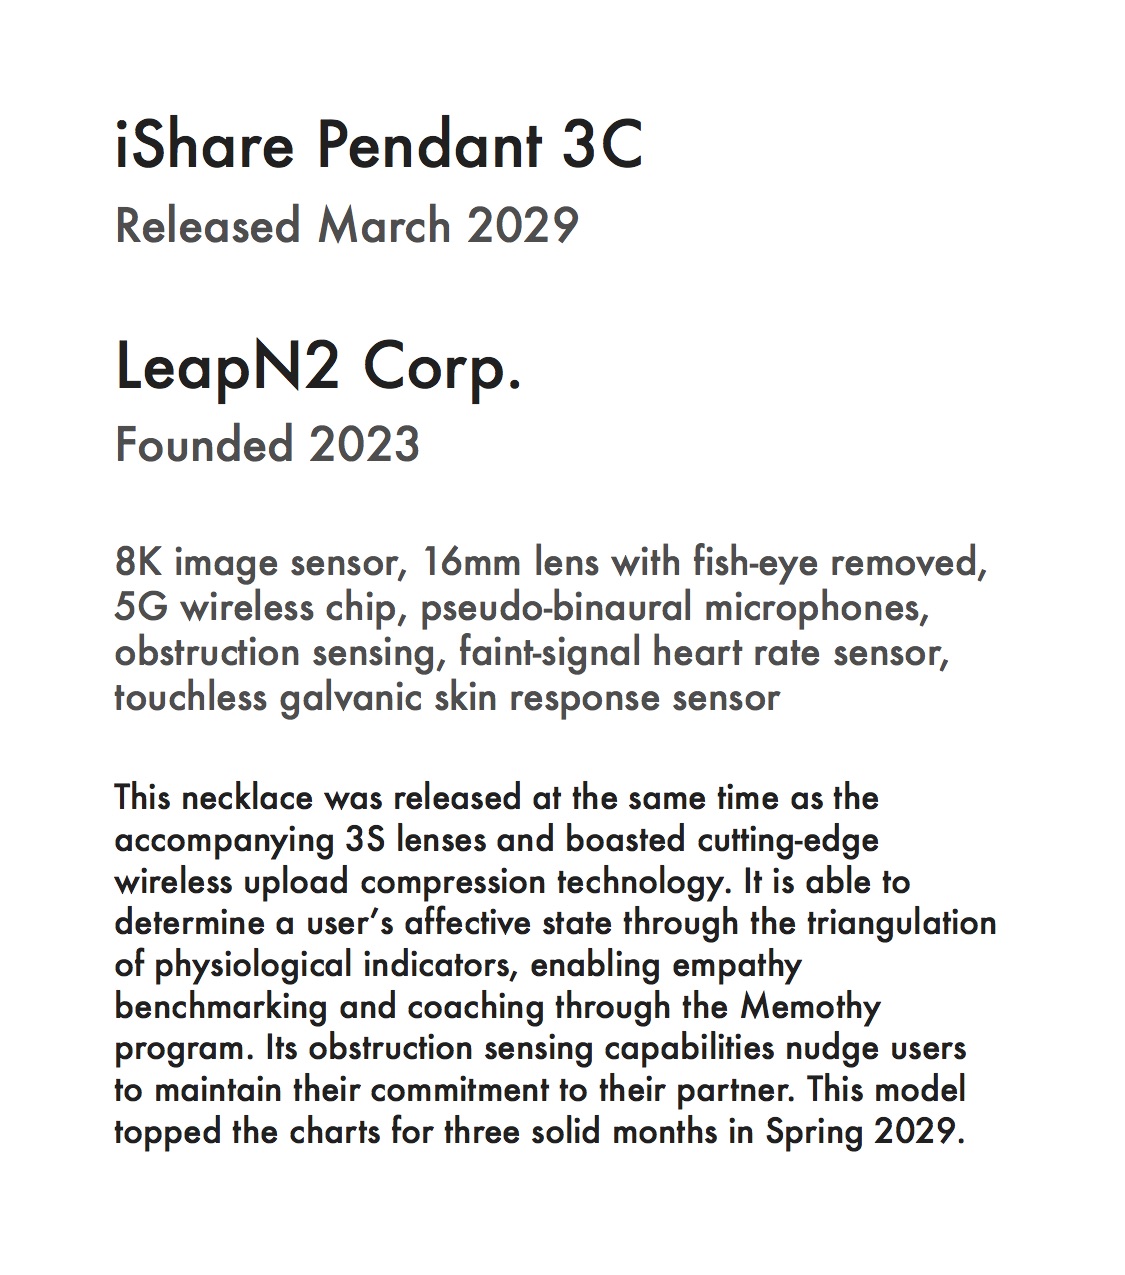 iShare Pendant 3C
Released March 2029
LeapN2 Corp.
Founded 2023
8K image sensor, 16mm lens with fish-eye removed,
5G wireless chip, pseudo-binaural microphones,
obstruction sensing, faint-signal heart rate sensor,
touchless galvanic skin response sensor
This necklace was released at the same time as the
accompanying 3S lenses and boasted cutting-edge
wireless upload compression technology. It is able to
determine a user’s affective state through the triangulation
of physiological indicators, enabling empathy
benchmarking and coaching through the Memothy
program. Its obstruction sensing capabilities nudge users
to maintain their commitment to their partner. This model
topped the charts for three solid months in Spring 2029.